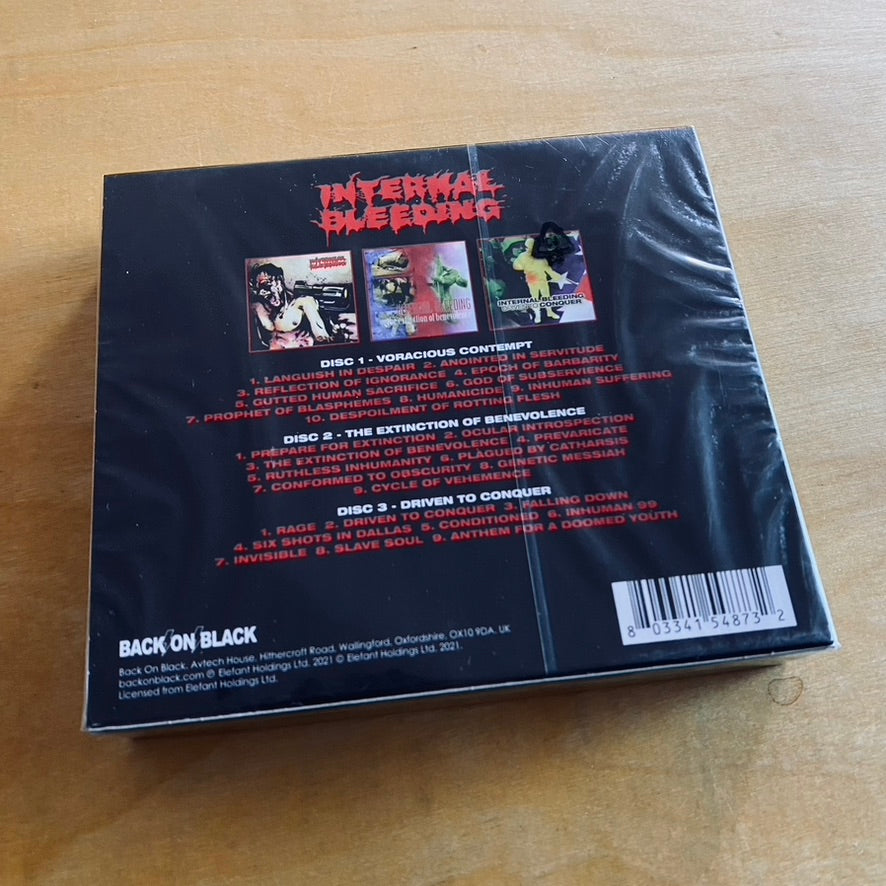 INTERNAL
BLEEDING
INTERNAL BLEEDING
DRIVEN TO CONQUER
DISC 1 - VORACIOUS CONTEMPT
1. LANGUISH IN DESPAIR 2. ANOINTED IN SERVITUDE
3. REFLECTION OF IGNORANCE 4. EPOCH OF BARBARITY
5. GUTTED HUMAN SACRIFICE 6. GOD OF SUBSERVIENCE
7. PROPHET OF BLASPHEMES 8. HUMANICIDE 9. INHUMAN SUFFERING
10. DESPOILMENT OF ROTTING FLESH
DISC 2 - THE EXTINCTION OF BENEVOLENCE
1. PREPARE FOR EXTINCTION 2. OCULAR INTROSPECTION
3. THE EXTINCTION OF BENEVOLENCE 4. PREVARICATE
5. RUTHLESS INHUMANITY 6. PLAGUED BY CATHARSIS
7. CONFORMED TO OBSCURITY 8. GENETIC MESSIAH
9. CYCLE OF VEHEMENCE
DISC 3 - DRIVEN TO CONQUER
1. RAGE 2. DRIVEN TO CONQUER 3. FALLING DOWN
4. SIX SHOTS IN DALLAS 5. CONDITIONED 6. INHUMAN 99
7. INVISIBLE 8. SLAVE SOUL 9. ANTHEM FOR A DOOMED YOUTH
BACK/ON/BLACK
Back On Black, Avtech House, Hithercroft Road, Wallingford, Oxfordshire, OX10 9DA. UK
backonblack.com ℗ Elefant Holdings Ltd. 2021 © Elefant Holdings Ltd. 2021.
Licensed from Elefant Holdings Ltd.
8 03341 54873 2